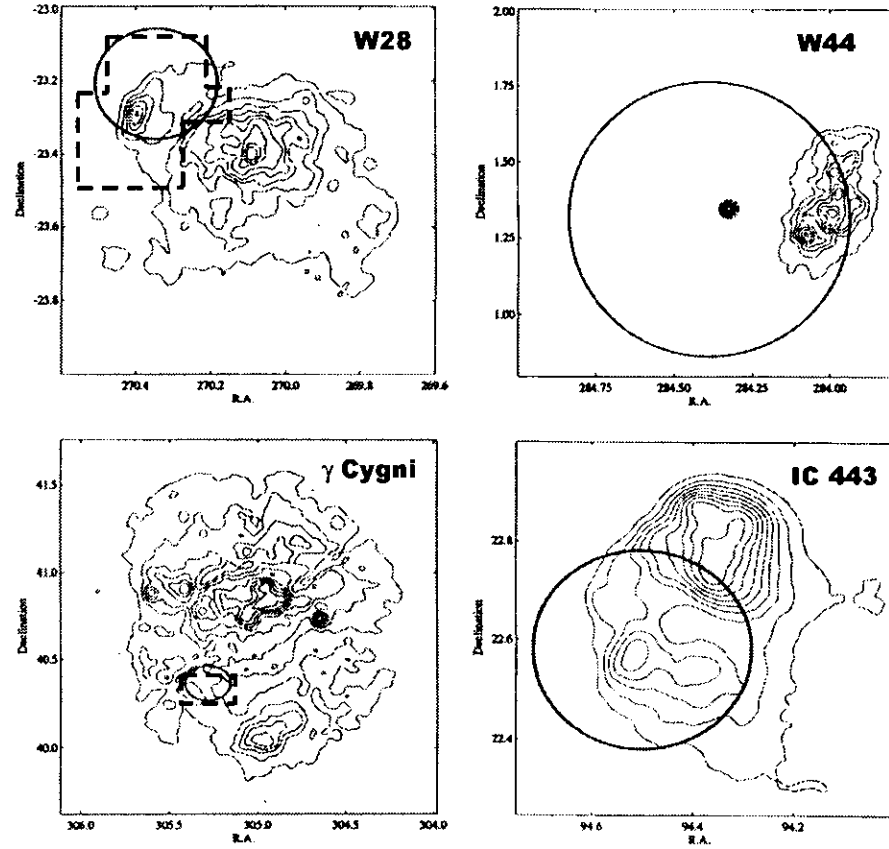 W28
-23.0
-23.2
-23.4
-23.6
-23.8
Declination
270.4 270.2 270.0 269.8 269.6
R.A.
W44
2.00
1.75
1.50
1.25
1.00
Declination
284.75 284.50 284.25 284.00
R.A.
γ Cygni
41.5
41.0
40.5
40.0
Declination
306.0 305.5 305.0 304.5 304.0
R.A.
IC 443
22.8
22.6
22.4
Declination
94.6 94.4 94.2
R.A.